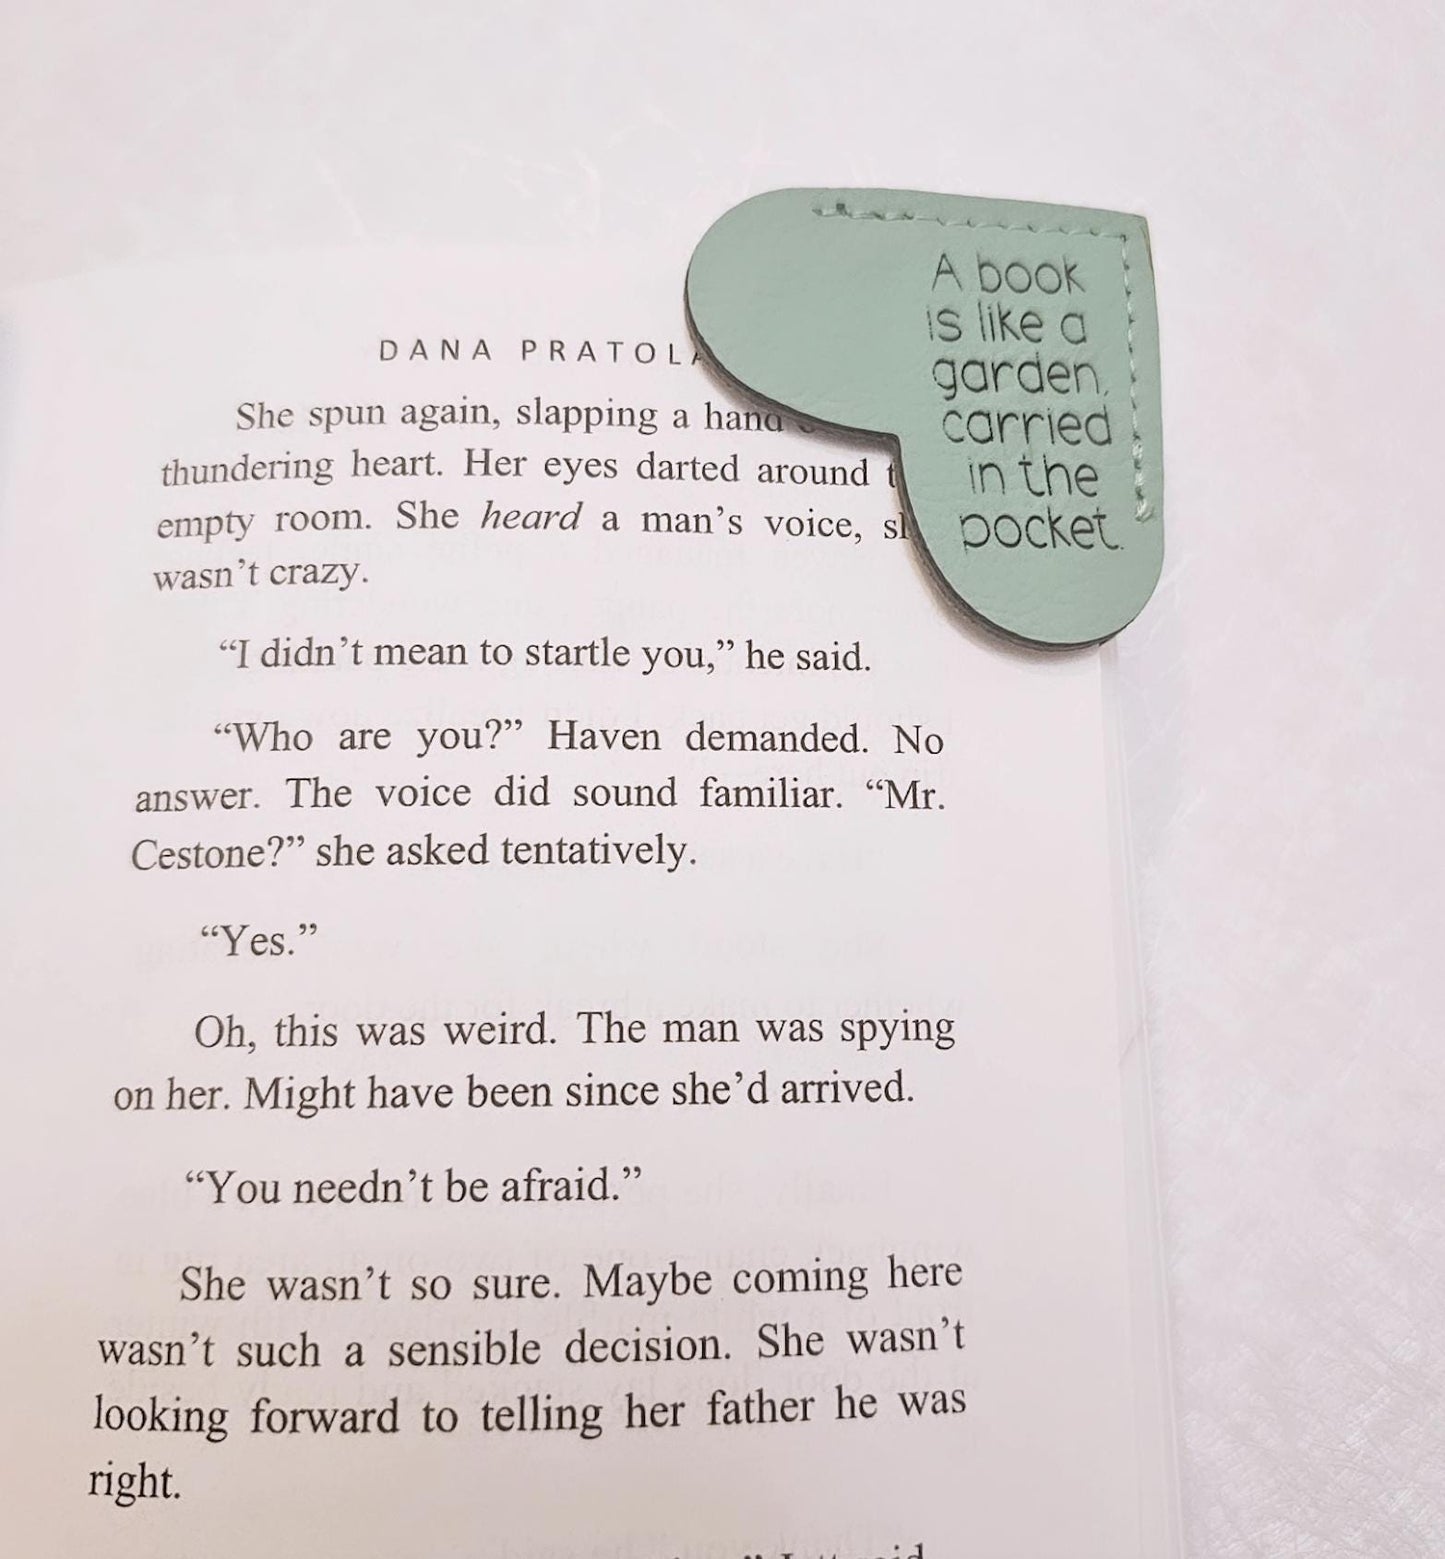 DANA PRATOLA
A book
is like a
garden,
carried
in the
pocket.
She spun again, slapping a hand
thundering heart. Her eyes darted around
empty room. She heard a man’s voice,
wasn’t crazy.
“I didn’t mean to startle you,” he said.
“Who are you?” Haven demanded. No
answer. The voice did sound familiar. “Mr.
Cestone?” she asked tentatively.
“Yes.”
Oh, this was weird. The man was spying
on her. Might have been since she’d arrived.
“You needn’t be afraid.”
She wasn’t so sure. Maybe coming here
wasn’t such a sensible decision. She wasn’t
looking forward to telling her father he was
right.